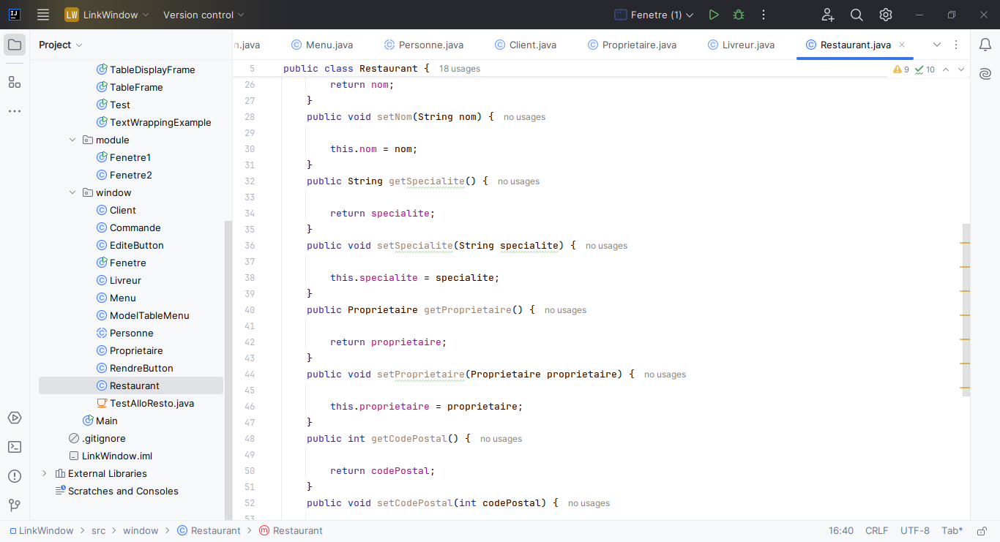 LW LinkWindow Version control Fenetre (1)
Project
n.java Menu.java Personne.java Client.java Proprietaire.java Livreur.java Restaurant.java
TableDisplayFrame
TableFrame
Test
TextWrappingExample
module
Fenetre1
Fenetre2
window
Client
Commande
EditeButton
Fenetre
Livreur
Menu
ModelTableMenu
Personne
Proprietaire
RendreButton
Restaurant
TestAlloResto.java
Main
.gitignore
LinkWindow.iml
External Libraries
Scratches and Consoles
5 public class Restaurant { 18 usages
9 10
26 return nom;
27 }
28 public void setNom(String nom) { no usages
29
30 this.nom = nom;
31 }
32 public String getSpecialite() { no usages
33
34 return specialite;
35 }
36 public void setSpecialite(String specialite) { no usages
37
38 this.specialite = specialite;
39 }
40 public Proprietaire getProprietaire() { no usages
41
42 return proprietaire;
43 }
44 public void setProprietaire(Proprietaire proprietaire) { no usages
45
46 this.proprietaire = proprietaire;
47 }
48 public int getCodePostal() { no usages
49
50 return codePostal;
51 }
52 public void setCodePostal(int codePostal) { no usages
53
LinkWindow > src > window > Restaurant > Restaurant
16:40 CRLF UTF-8 Tab*